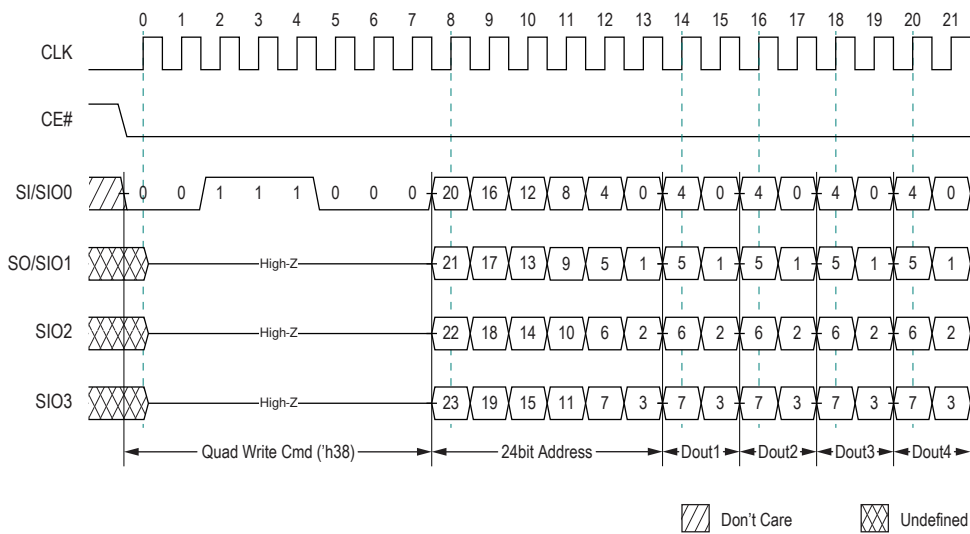 0 1 2 3 4 5 6 7 8 9 10 11 12 13 14 15 16 17 18 19 20 21
CLK
CE#
SI/SIO0 0 0 1 1 1 0 0 0 20 16 12 8 4 0 4 0 4 0 4 0 4 0
SO/SIO1 High-Z 21 17 13 9 5 1 5 1 5 1 5 1 5 1
SIO2 High-Z 22 18 14 10 6 2 6 2 6 2 6 2 6 2
SIO3 High-Z 23 19 15 11 7 3 7 3 7 3 7 3 7 3
Quad Write Cmd ('h38) 24bit Address Dout1 Dout2 Dout3 Dout4
Don't Care Undefined